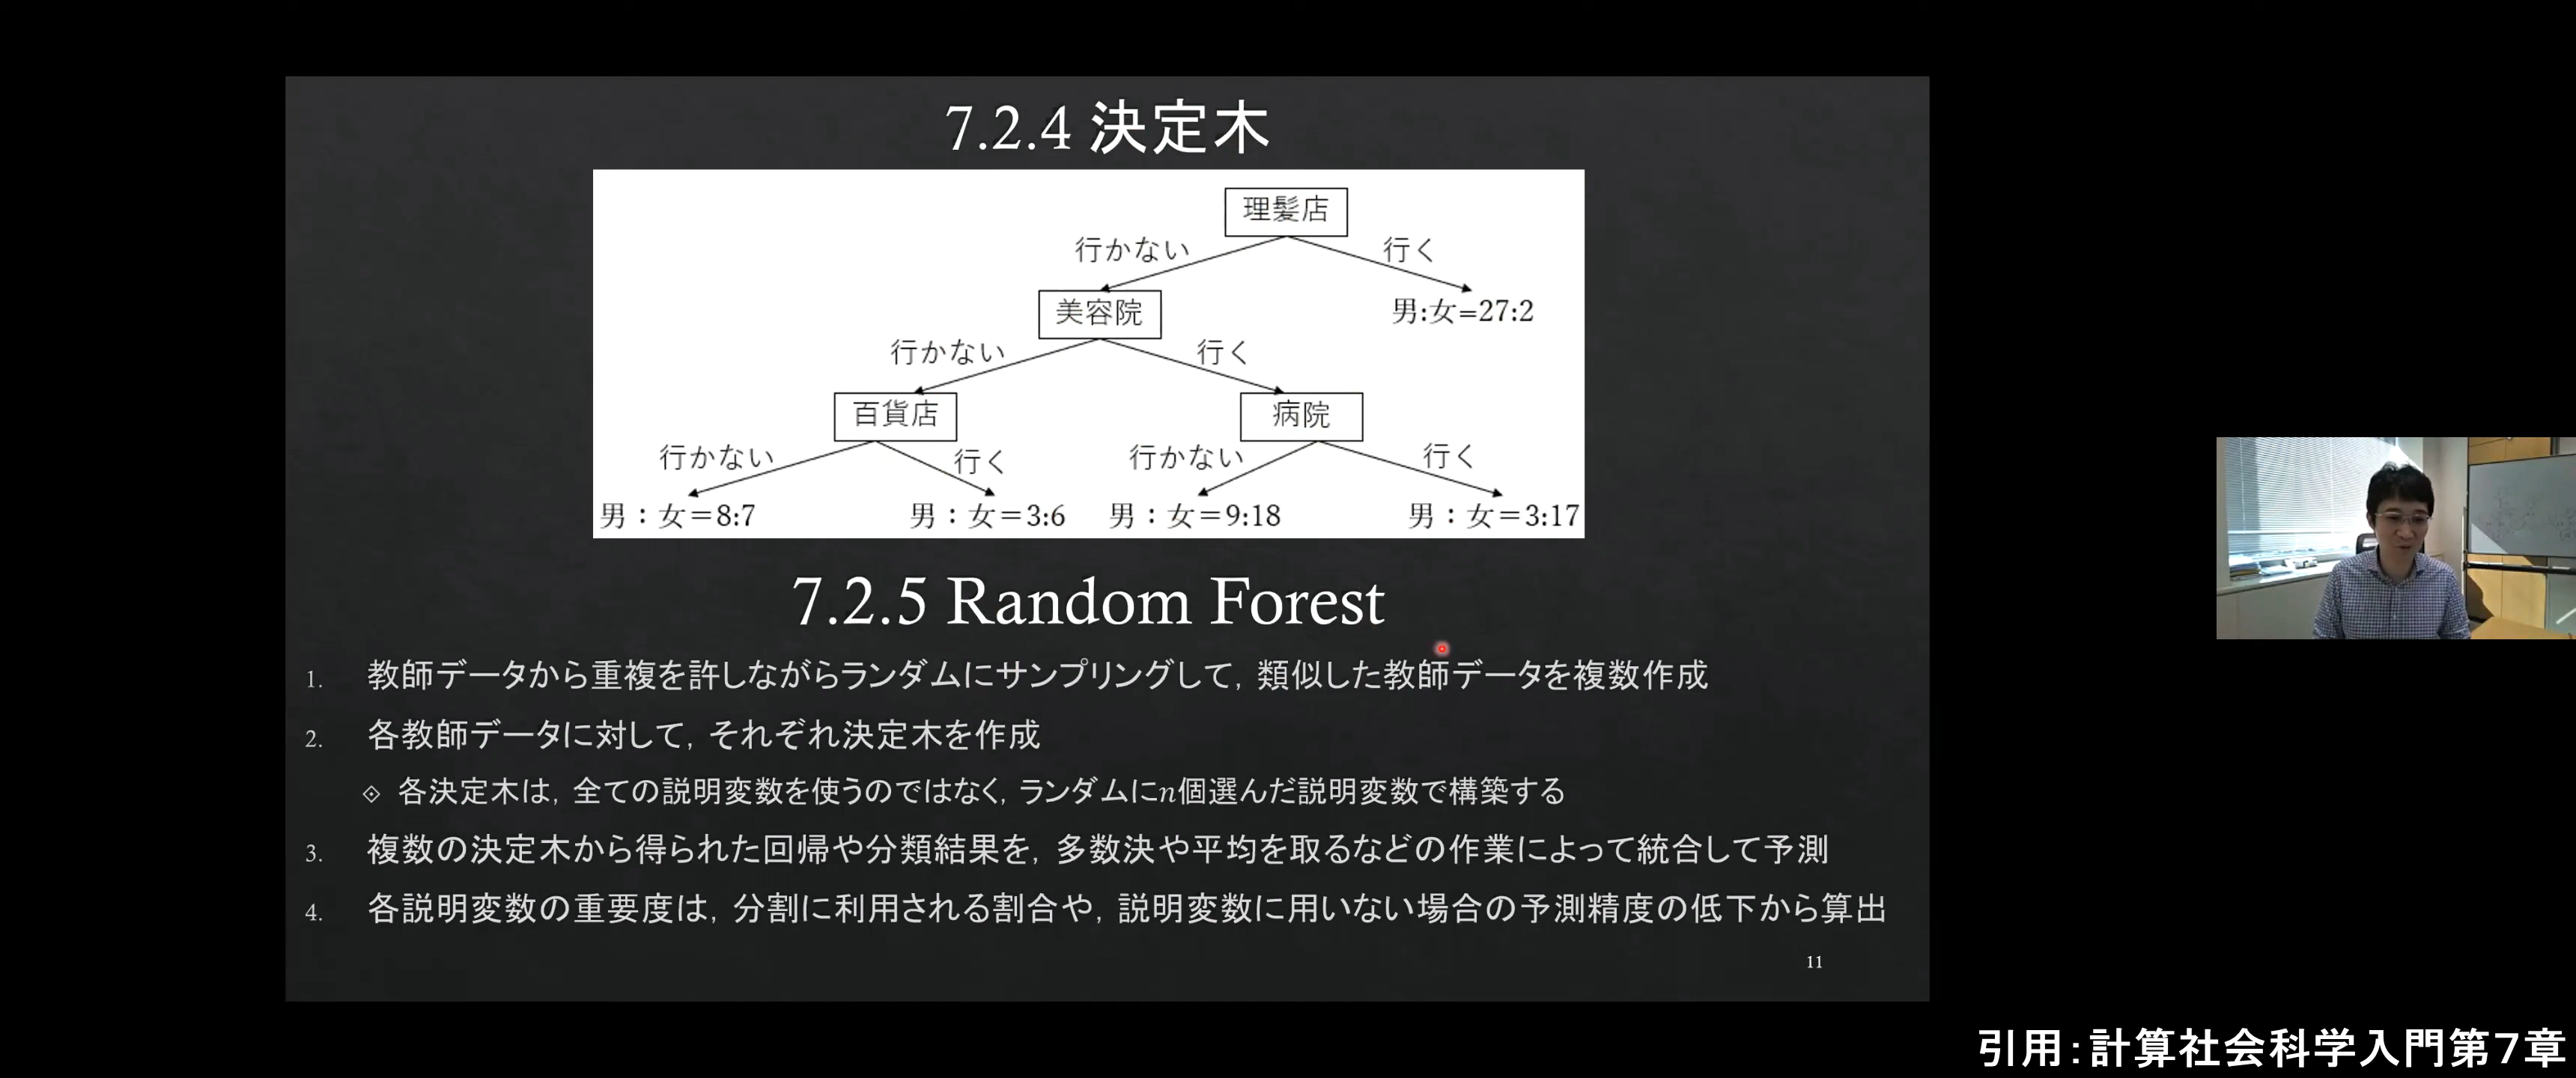 7.2.4 決定木
理髪店
行かない
行く
美容院
男:女=27:2
行かない
行く
百貨店
病院
行かない
行く
行かない
行く
男：女＝8:7
男：女＝3:6
男：女＝9:18
男：女＝3:17
7.2.5 Random Forest
1. 教師データから重複を許しながらランダムにサンプリングして, 類似した教師データを複数作成
2. 各教師データに対して, それぞれ決定木を作成
各決定木は, 全ての説明変数を使うのではなく, ランダムにn個選んだ説明変数で構築する
3. 複数の決定木から得られた回帰や分類結果を, 多数決や平均を取るなどの作業によって統合して予測
4. 各説明変数の重要度は, 分割に利用される割合や, 説明変数に用いない場合の予測精度の低下から算出
11
引用：計算社会科学入門第7章